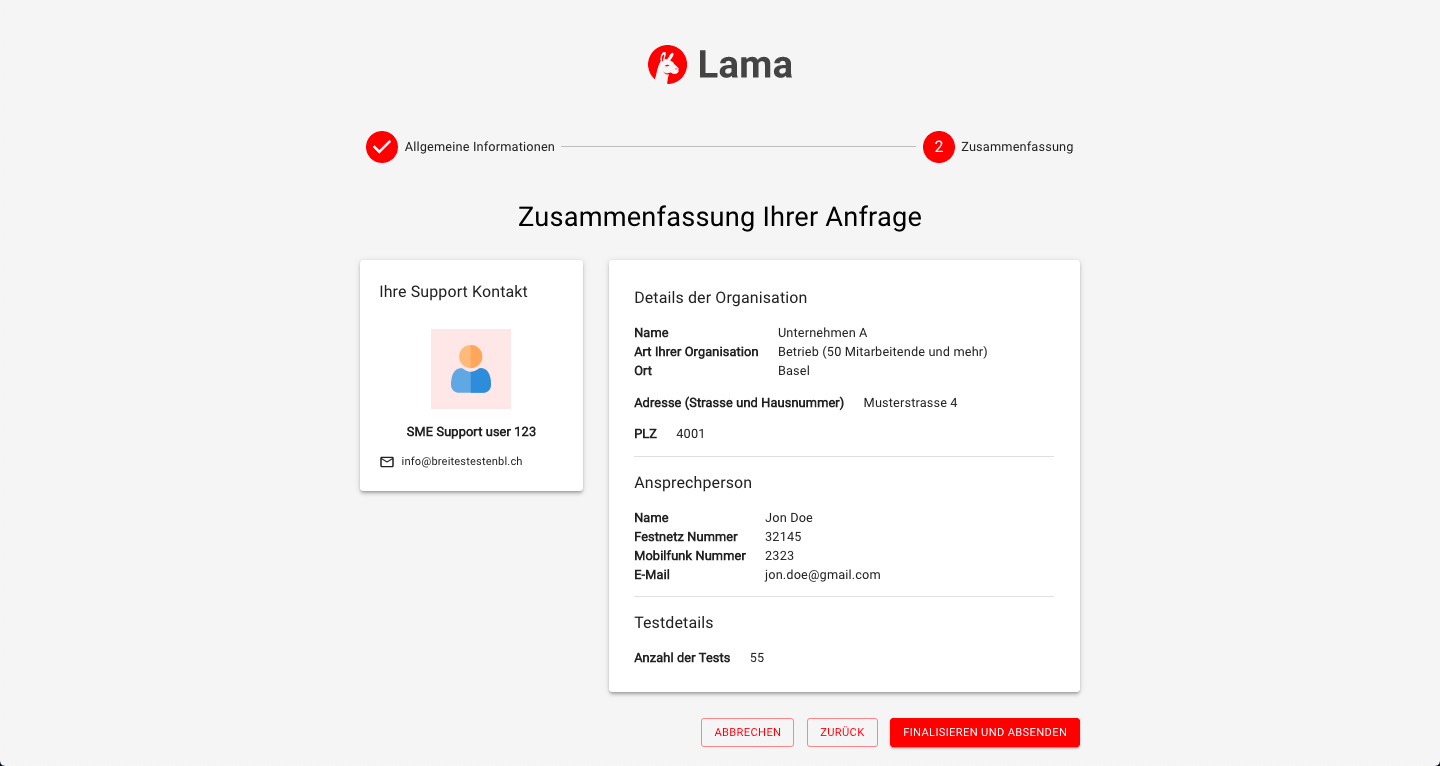 Lama
Allgemeine Informationen
2 Zusammenfassung
Zusammenfassung Ihrer Anfrage
Ihre Support Kontakt
SME Support user 123
info@breitestestenbl.ch
Details der Organisation
Name Unternehmen A
Art Ihrer Organisation Betrieb (50 Mitarbeitende und mehr)
Ort Basel
Adresse (Strasse und Hausnummer) Musterstrasse 4
PLZ 4001
Ansprechperson
Name Jon Doe
Festnetz Nummer 32145
Mobilfunk Nummer 2323
E-Mail jon.doe@gmail.com
Testdetails
Anzahl der Tests 55
ABBRECHEN ZURÜCK FINALISIEREN UND ABSENDEN